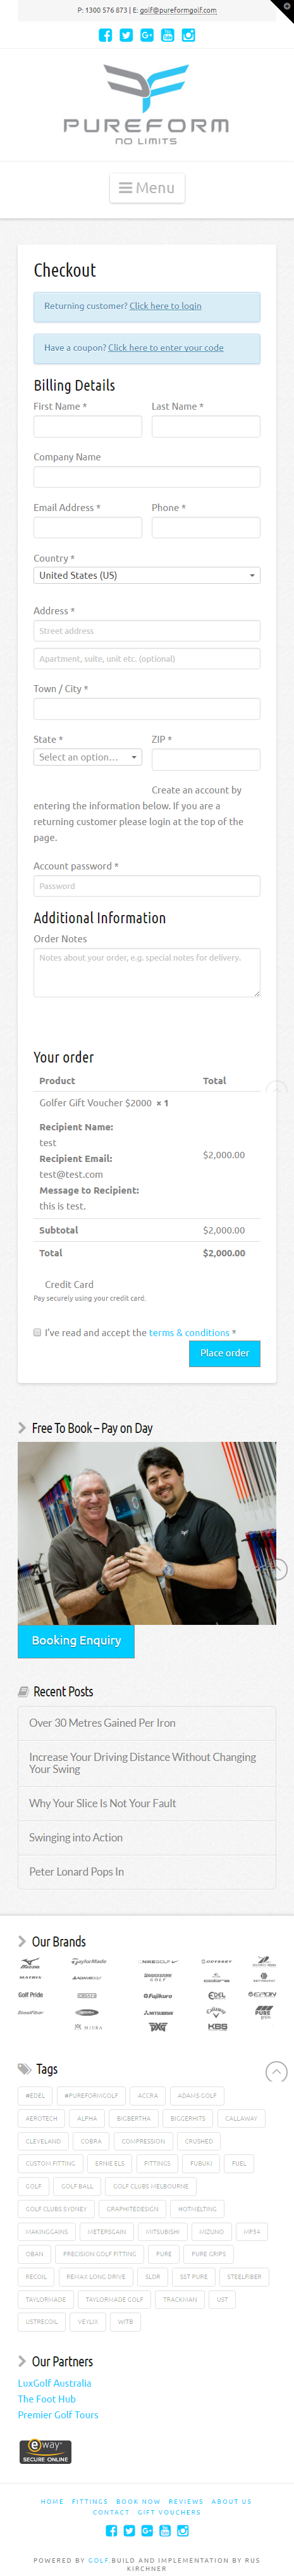 P: 1300 576 873 | E: golf@pureformgolf.com
PUREFORM
NO LIMITS
Menu
Checkout
Returning customer? Click here to login
Have a coupon? Click here to enter your code
Billing Details
First Name *
Last Name *
Company Name
Email Address *
Phone *
Country *
United States (US)
Address *
Street address
Apartment, suite, unit etc. (optional)
Town / City *
State *
ZIP *
Select an option…
Create an account by
entering the information below. If you are a
returning customer please login at the top of the
page.
Account password *
Password
Additional Information
Order Notes
Notes about your order, e.g. special notes for delivery.
Your order
Product Total
Golfer Gift Voucher $2000 × 1
Recipient Name:
test
Recipient Email:
$2,000.00
test@test.com
Message to Recipient:
this is test.
Subtotal $2,000.00
Total $2,000.00
Credit Card
Pay securely using your credit card.
I've read and accept the terms & conditions *
Place order
Free To Book – Pay on Day
Booking Enquiry
Recent Posts
Over 30 Metres Gained Per Iron
Increase Your Driving Distance Without Changing
Your Swing
Why Your Slice Is Not Your Fault
Swinging into Action
Peter Lonard Pops In
Our Brands
Mizuno TaylorMade NIKEGOLF ODYSSEY
MATRIX ADAMSGOLF BRIDGESTONE GOLF
Golf Pride Fujikura EDEL EPON
MITSUBISHI Callaway PURE
MIURA PXG KBS
Tags
#EDEL #PUREFORMGOLF ACCRA ADAMS GOLF
AEROTECH ALPHA BIGBERTHA BIGGERHITS CALLAWAY
CLEVELAND COBRA COMPRESSION CRUSHED
CUSTOM FITTING ERNIE ELS FITTINGS FUBUKI FUEL
GOLF GOLF BALL GOLF CLUBS MELBOURNE
GOLF CLUBS SYDNEY GRAPHITEDESIGN HOTMELTING
MAKINGGAINS METERSGAIN MITSUBISHI MIZUNO MP54
OBAN PRECISION GOLF FITTING PURE PURE GRIPS
RECOIL REMAX LONG DRIVE SLDR SST PURE STEELFIBER
TAYLORMADE TAYLORMADE GOLF TRACKMAN UST
USTRECOIL VEYLIX WITB
Our Partners
LuxGolf Australia
The Foot Hub
Premier Golf Tours
eway
SECURE ONLINE
HOME FITTINGS BOOK NOW REVIEWS ABOUT US
CONTACT GIFT VOUCHERS
POWERED BY GOLF.BUILD AND IMPLEMENTATION BY RUS
KIRCHNER